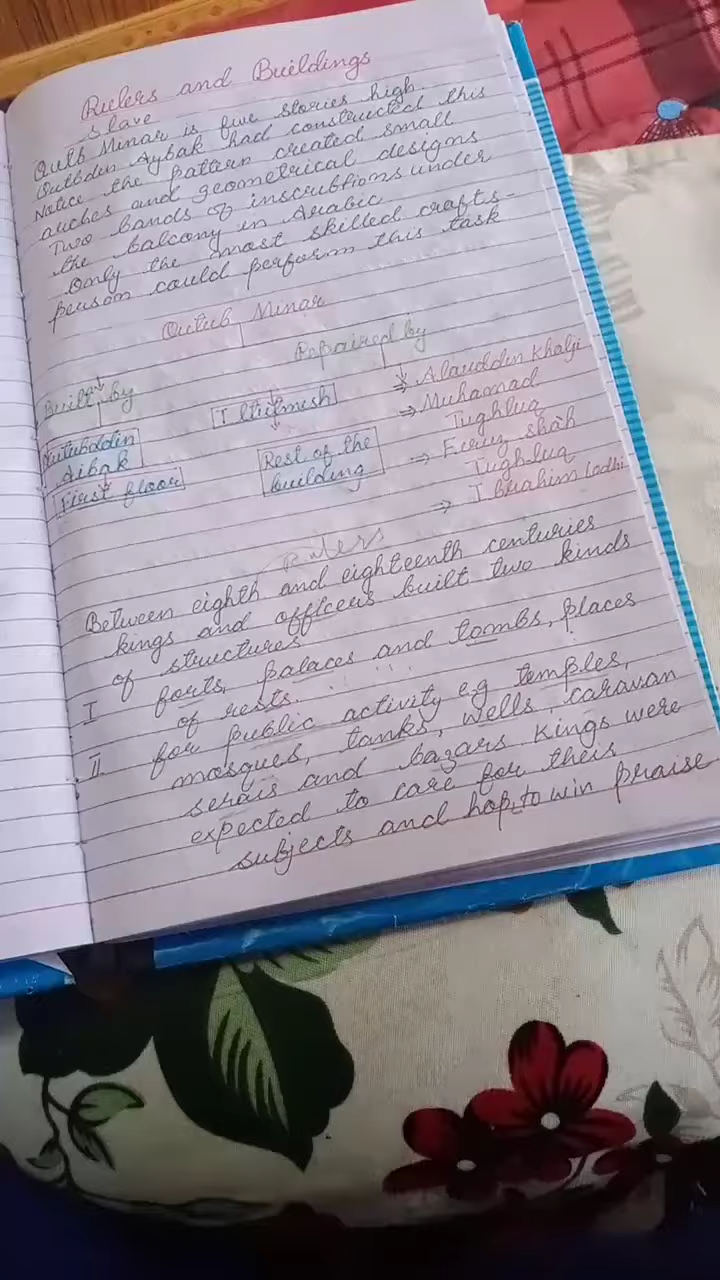 Rulers and Buildings
Slave
Qutb Minar is five stories high.
Qutbden Aybak had constructed this
Notice the pattern created small
arches and geometrical designs
Two bands of instrubtions under
the balcony in Arabic
Only the most skilled crafts-
person could perform this task
Qutub Minar
Repaired by
Built by
Iltutmish
→ Alauddin Khalji
→ Muhamad
Tughluq
Qutubddin
Aibak
First floor
Rest of the
building
→ Firuz shah
Tughluq
→ Ibrahim Lodhi
Rulers
Between eighth and eighteenth centuries
kings and officers built two kinds
of structures
I forts, palaces and tombs, places
of rests.
II for public activity eg temples,
mosques, tanks, wells, caravan
serais and bazars. Kings were
expected to care for their
subjects and hop to win praise